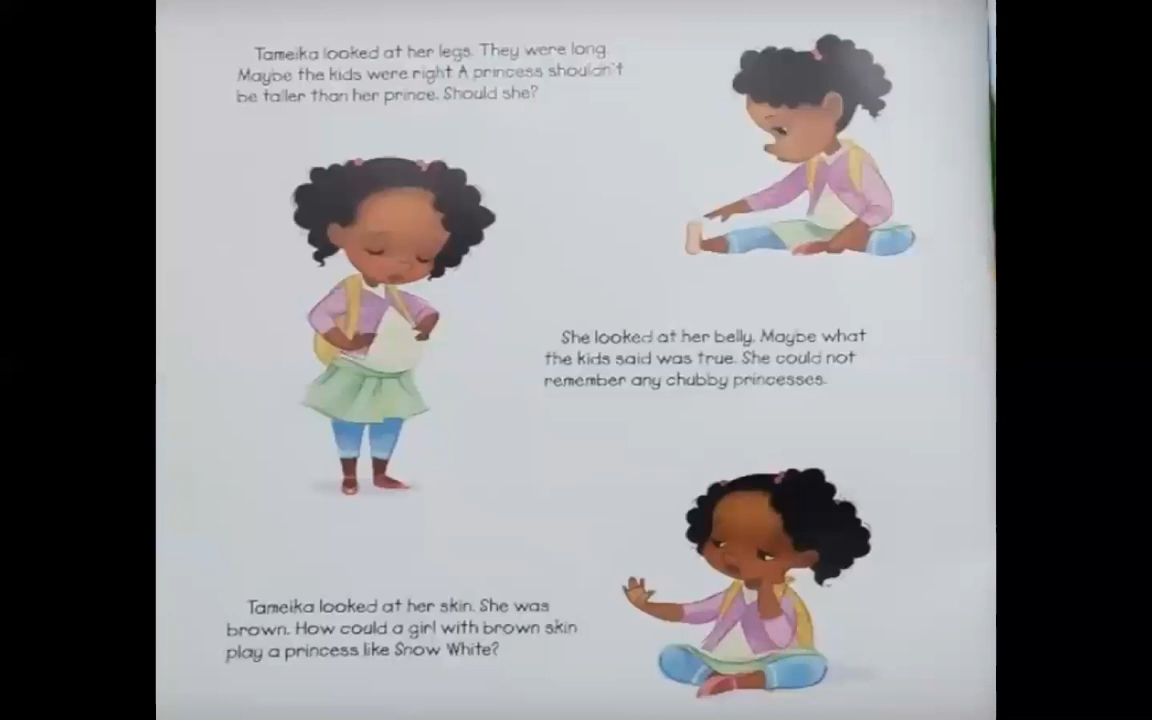 Tameika looked at her legs. They were long.
Maybe the kids were right. A princess shouldn't
be taller than her prince. Should she?
She looked at her belly. Maybe what
the kids said was true. She could not
remember any chubby princesses.
Tameika looked at her skin. She was
brown. How could a girl with brown skin
play a princess like Snow White?